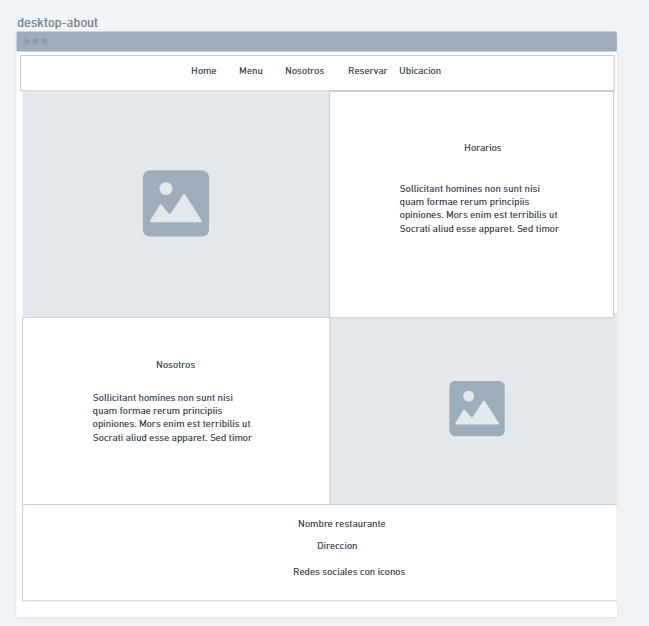 desktop-about
Home Menu Nosotros Reservar Ubicacion
Horarios
Sollicitant homines non sunt nisi
quam formae rerum principiis
opiniones. Mors enim est terribilis ut
Socrati aliud esse apparet. Sed timor
Nosotros
Sollicitant homines non sunt nisi
quam formae rerum principiis
opiniones. Mors enim est terribilis ut
Socrati aliud esse apparet. Sed timor
Nombre restaurante
Direccion
Redes sociales con iconos